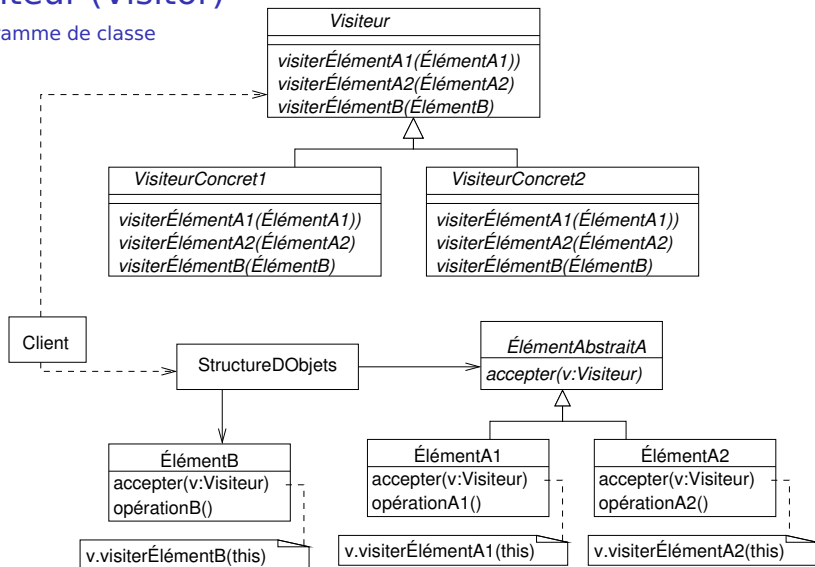 (Visitor)
de classe
Visiteur
visiterÉlémentA1(ÉlémentA1))
visiterÉlémentA2(ÉlémentA2)
visiterÉlémentB(ÉlémentB)
VisiteurConcret1
visiterÉlémentA1(ÉlémentA1))
visiterÉlémentA2(ÉlémentA2)
visiterÉlémentB(ÉlémentB)
VisiteurConcret2
visiterÉlémentA1(ÉlémentA1))
visiterÉlémentA2(ÉlémentA2)
visiterÉlémentB(ÉlémentB)
Client
StructureDObjets
ÉlémentAbstraitA
accepter(v:Visiteur)
ÉlémentB
accepter(v:Visiteur)
opérationB()
v.visiterÉlémentB(this)
ÉlémentA1
accepter(v:Visiteur)
opérationA1()
v.visiterÉlémentA1(this)
ÉlémentA2
accepter(v:Visiteur)
opérationA2()
v.visiterÉlémentA2(this)